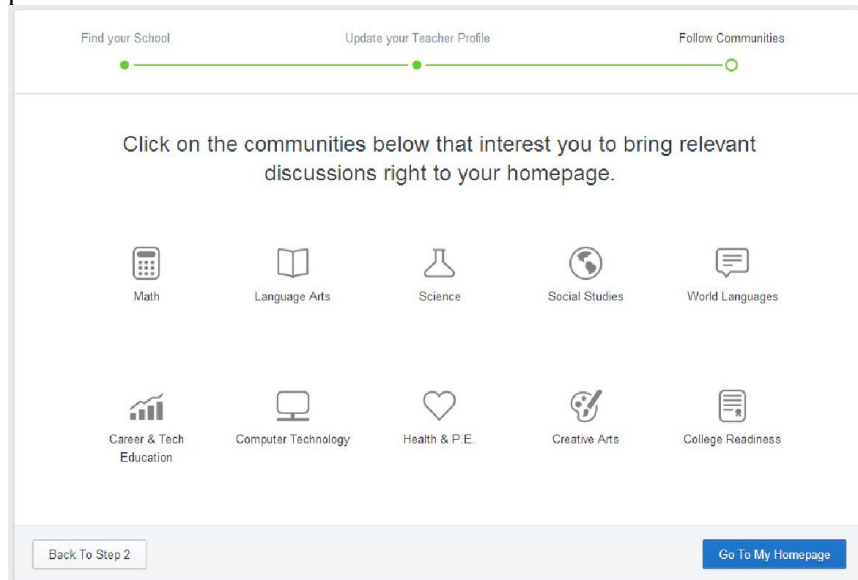 Find your School
Update your Teacher Profile
Follow Communities
Click on the communities below that interest you to bring relevant
discussions right to your homepage.
Math
Language Arts
Science
Social Studies
World Languages
Career & Tech
Education
Computer Technology
Health & P.E.
Creative Arts
College Readiness
Back To Step 2
Go To My Homepage